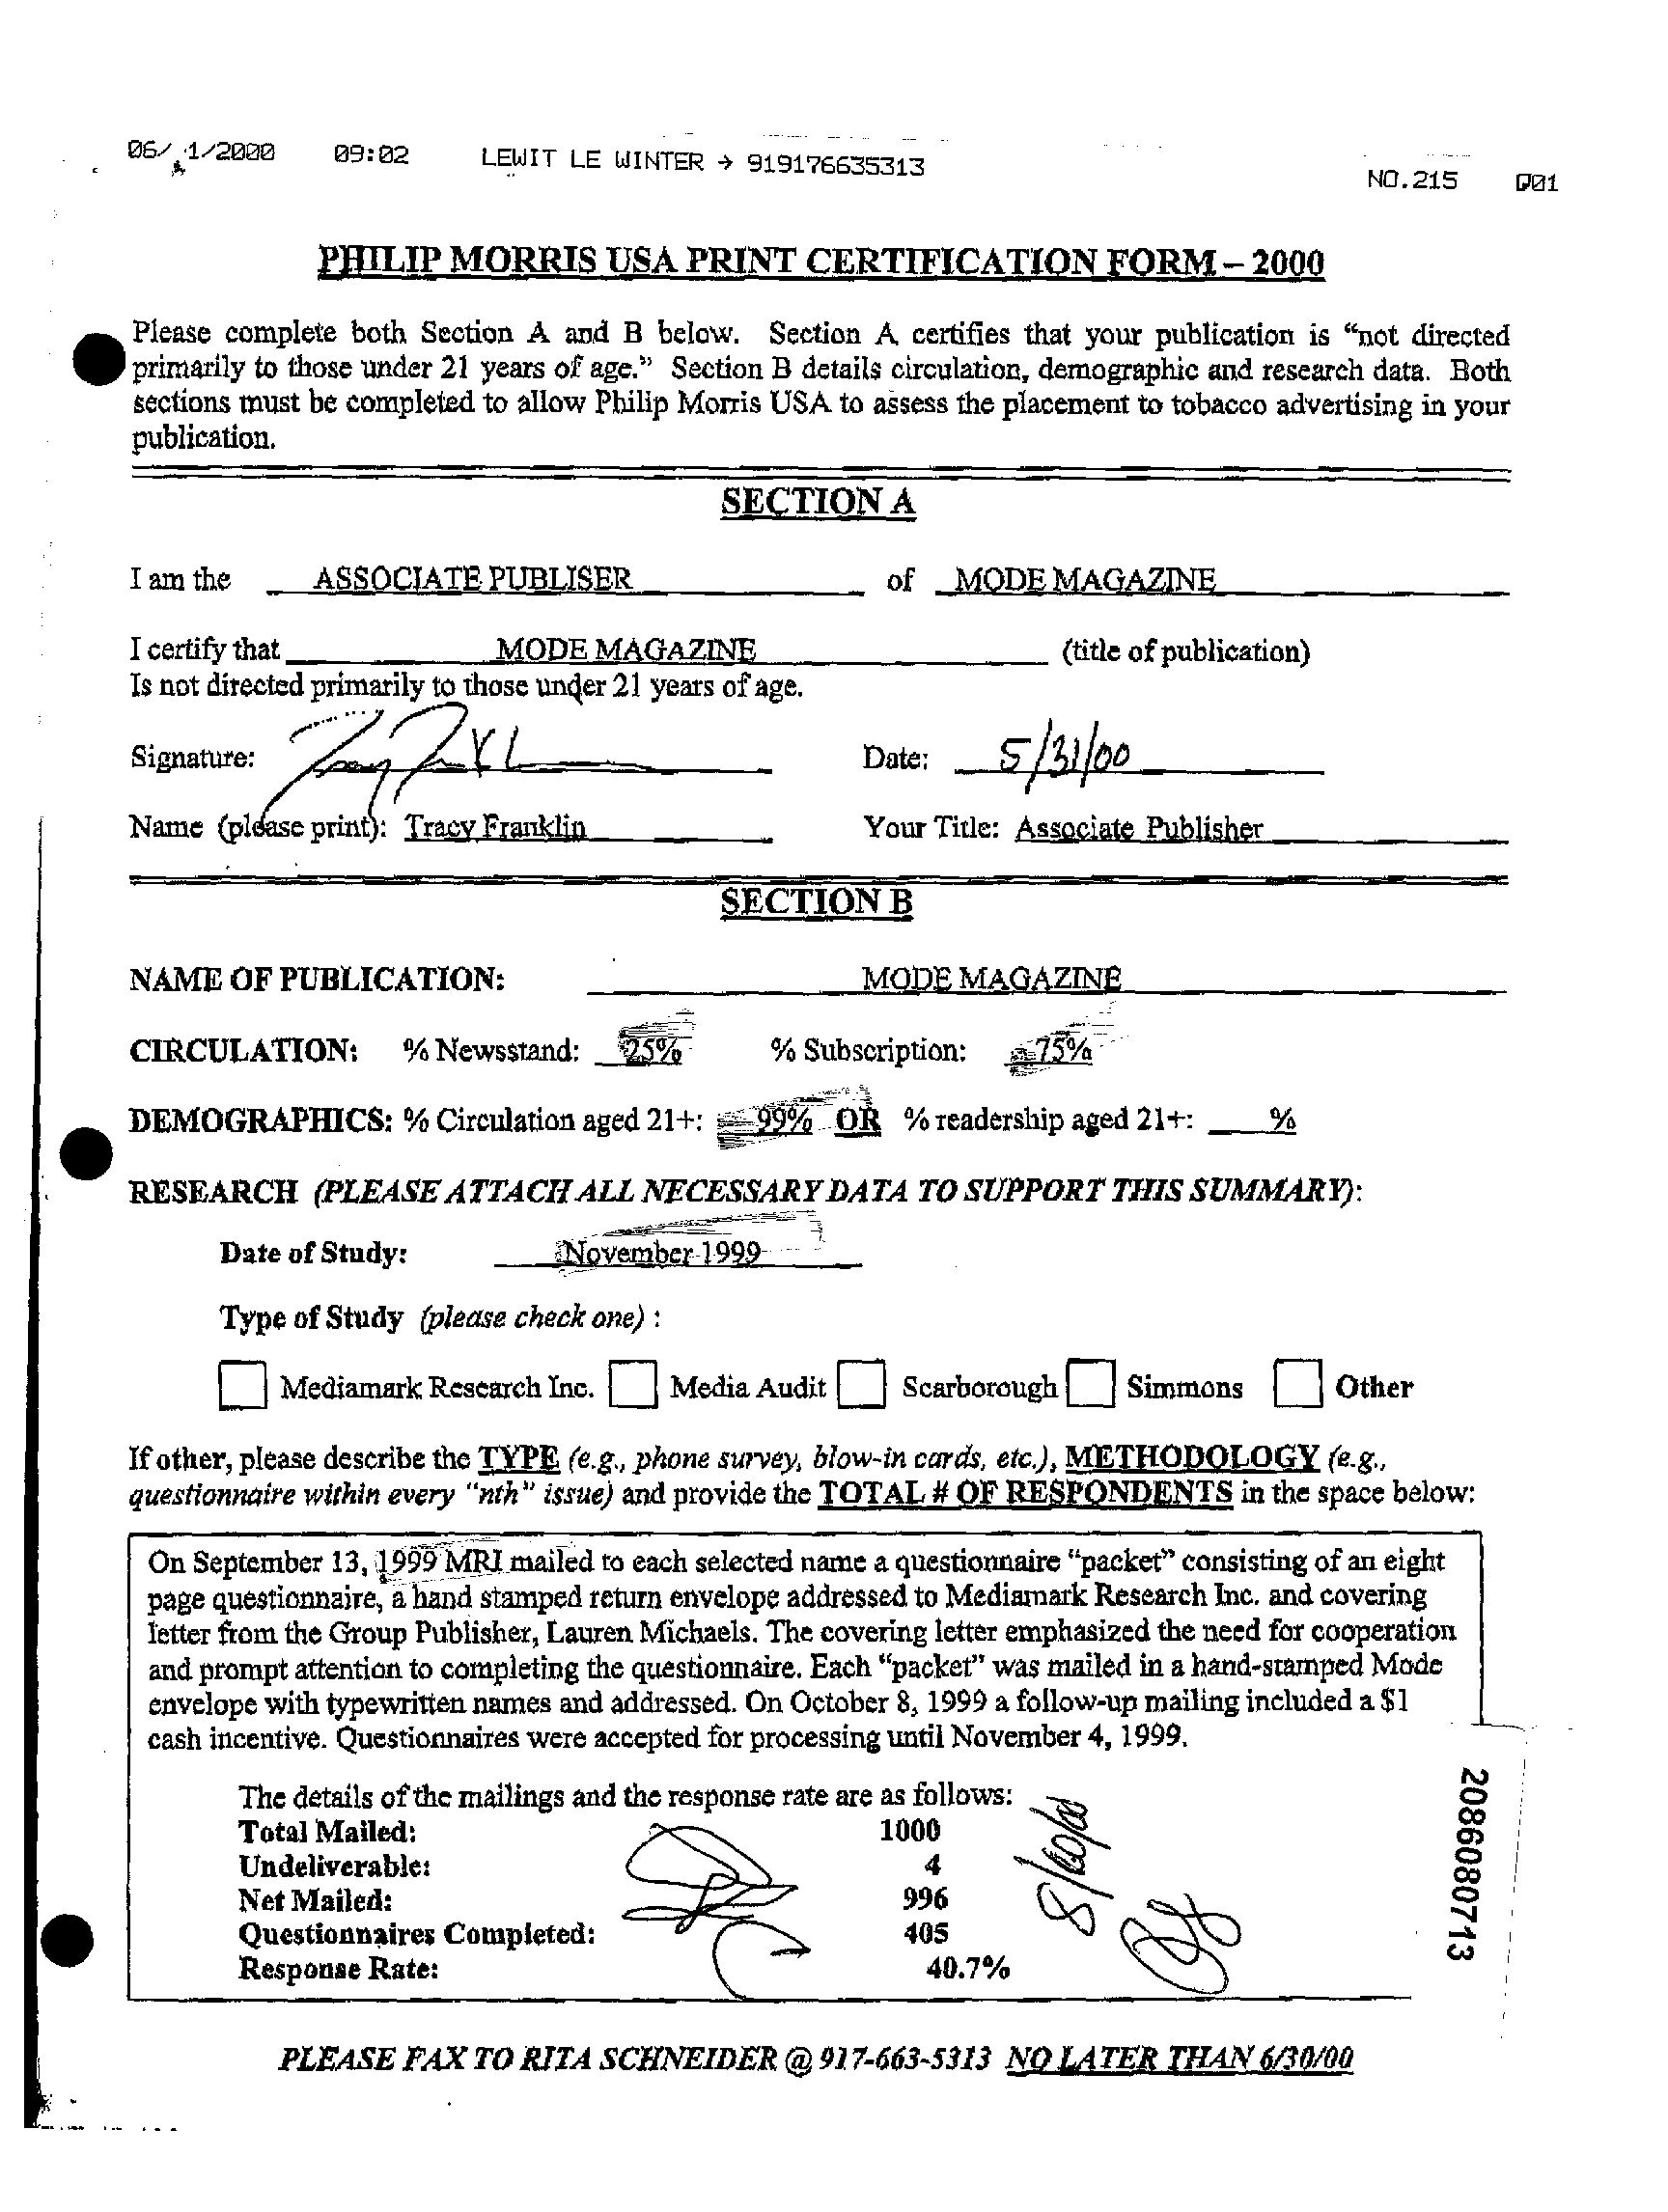 06/ 1/2000 09:02 LEWIT LE WINTER → 919176635313 NO.215 001
PHILIP MORRIS USA PRINT CERTIFICATION FORM – 2000
Please complete both Section A and B below. Section A certifies that your publication is “not directed
primarily to those under 21 years of age.” Section B details circulation, demographic and research data. Both
sections must be completed to allow Philip Morris USA to assess the placement to tobacco advertising in your
publication.
SECTION A
I am the ASSOCIATE PUBLISER of MODE MAGAZINE
I certify that MODE MAGAZINE (title of publication)
Is not directed primarily to those under 21 years of age.
Signature: Date: 5/31/00
Name (please print): Tracy Franklin Your Title: Associate Publisher
SECTION B
NAME OF PUBLICATION: MODE MAGAZINE
CIRCULATION: % Newsstand: 25% % Subscription: 75%
DEMOGRAPHICS: % Circulation aged 21+: 99% OR % readership aged 21+: %
RESEARCH (PLEASE ATTACH ALL NECESSARY DATA TO SUPPORT THIS SUMMARY):
Date of Study: November 1999
Type of Study (please check one) :
Mediamark Research Inc. Media Audit Scarborough Simmons Other
If other, please describe the TYPE (e.g., phone survey, blow-in cards, etc.), METHODOLOGY (e.g.,
questionnaire within every “nth” issue) and provide the TOTAL # OF RESPONDENTS in the space below:
On September 13, 1999 MRI mailed to each selected name a questionnaire “packet” consisting of an eight
page questionnaire, a hand stamped return envelope addressed to Mediamark Research Inc. and covering
letter from the Group Publisher, Lauren Michaels. The covering letter emphasized the need for cooperation
and prompt attention to completing the questionnaire. Each “packet” was mailed in a hand-stamped Mode
envelope with typewritten names and addressed. On October 8, 1999 a follow-up mailing included a $1
cash incentive. Questionnaires were accepted for processing until November 4, 1999.
The details of the mailings and the response rate are as follows:
Total Mailed: 1000
Undeliverable: 4
Net Mailed: 996
Questionnaires Completed: 405
Response Rate: 40.7%
2086080713
PLEASE FAX TO RITA SCHNEIDER @ 917-663-5313 NO LATER THAN 6/30/00